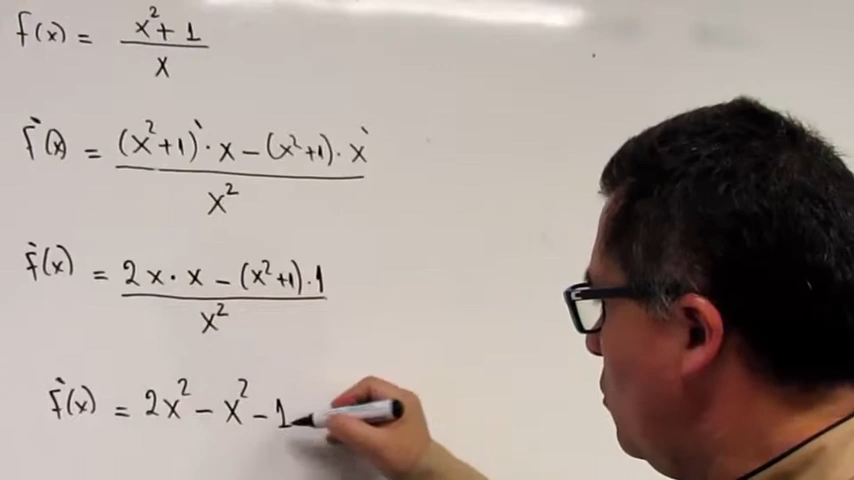 f(x) = x²+1 / x
f'(x) = (x²+1)'·x-(x²+1)·x' / x²
f'(x) = 2x·x-(x²+1)·1 / x²
f'(x) = 2x²-x²-1